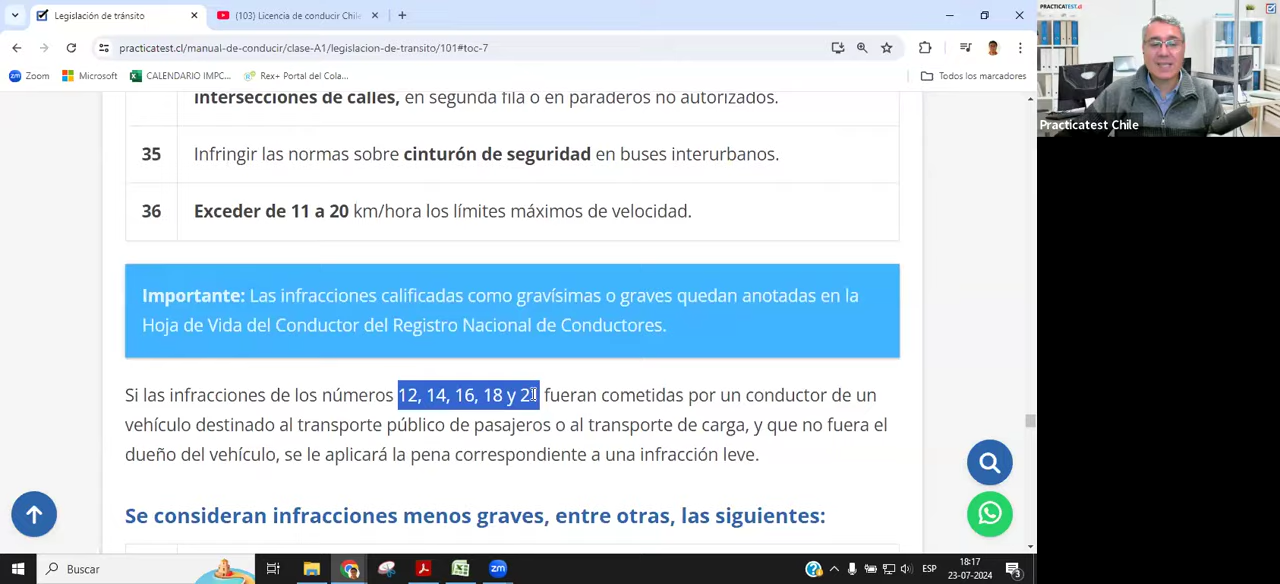 Legislación de tránsito
(103) Licencia de conducir
practicatest.cl/manual-de-conducir/clase-A1/legislacion-de-transito/101#toc-7
Zoom
Microsoft
CALENDARIO IMPC...
Rex+ Portal del Cola...
Todos los marcadores
en segunda fila o en paraderos no autorizados.
35 Infringir las normas sobre cinturón de seguridad en buses interurbanos.
36 Exceder de 11 a 20 km/hora los límites máximos de velocidad.
Importante: Las infracciones calificadas como gravísimas o graves quedan anotadas en la
Hoja de Vida del Conductor del Registro Nacional de Conductores.
Si las infracciones de los números 12, 14, 16, 18 y fueran cometidas por un conductor de un
vehículo destinado al transporte público de pasajeros o al transporte de carga, y que no fuera el
dueño del vehículo, se le aplicará la pena correspondiente a una infracción leve.
Se consideran infracciones menos graves, entre otras, las siguientes:
PRACTICATEST.cl
Practicatest Chile
Buscar
zm
ESP
18:17
23-07-2024
3